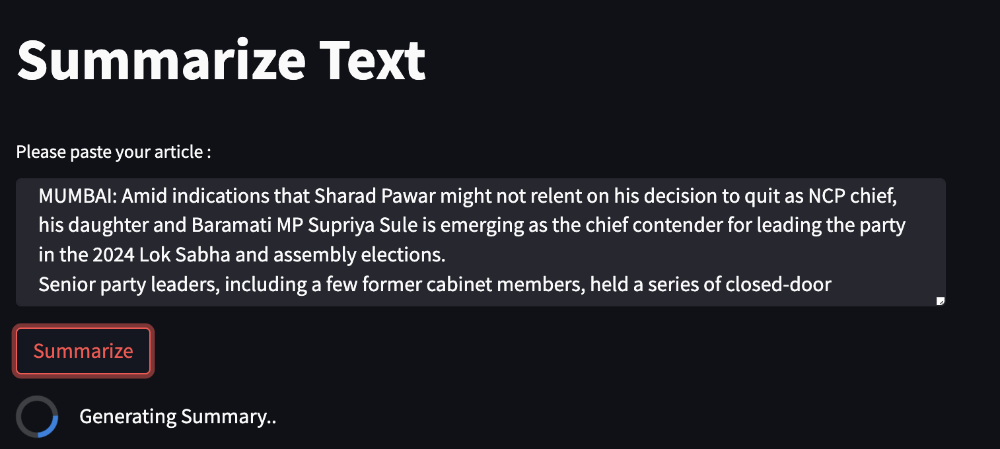 Summarize Text
Please paste your article :
MUMBAI: Amid indications that Sharad Pawar might not relent on his decision to quit as NCP chief,
his daughter and Baramati MP Supriya Sule is emerging as the chief contender for leading the party
in the 2024 Lok Sabha and assembly elections.
Senior party leaders, including a few former cabinet members, held a series of closed-door
Summarize
Generating Summary..